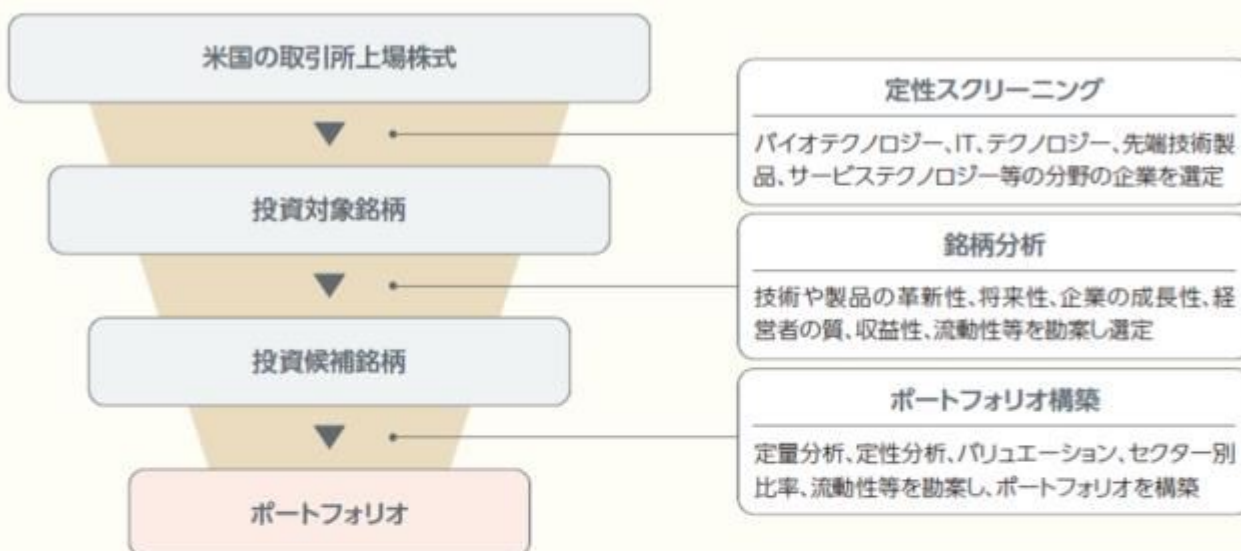 米国の取引所上場株式
定性スクリーニング
バイオテクノロジー、IT、テクノロジー、先端技術製
品、サービステクノロジー等の分野の企業を選定
投資対象銘柄
銘柄分析
技術や製品の革新性、将来性、企業の成長性、経
営者の質、収益性、流動性等を勘案し選定
投資候補銘柄
ポートフォリオ構築
定量分析、定性分析、バリュエーション、セクター別
比率、流動性等を勘案し、ポートフォリオを構築
ポートフォリオ